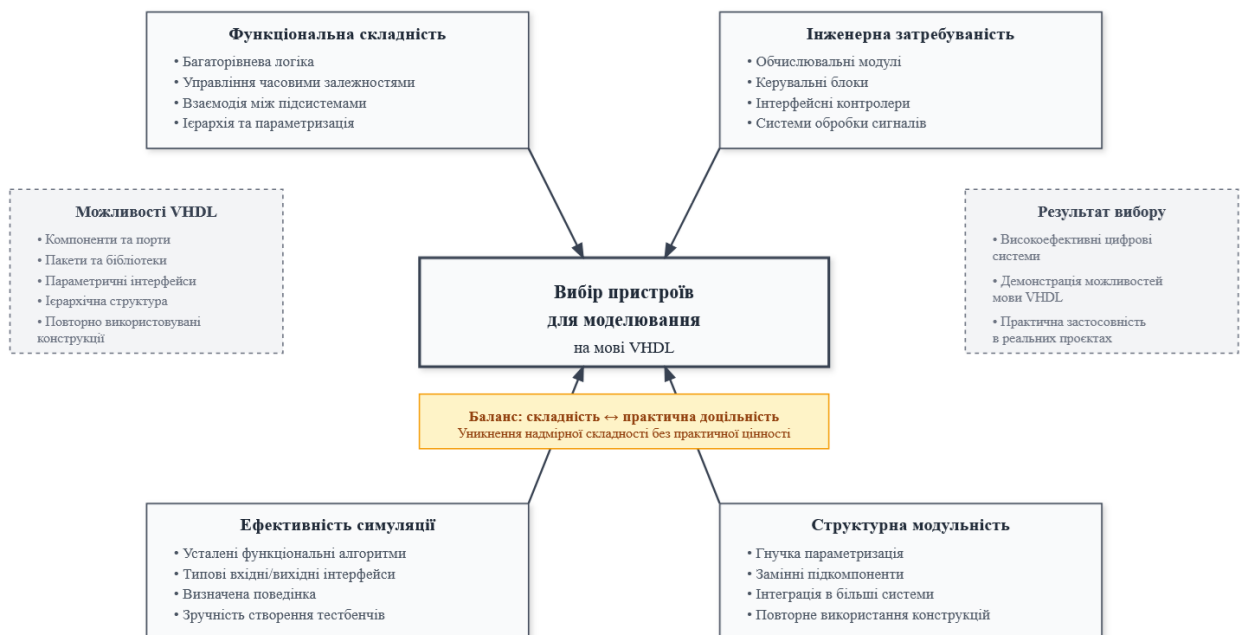 Функціональна складність
• Багаторівнева логіка
• Управління часовими залежностями
• Взаємодія між підсистемами
• Ієрархія та параметризація
Інженерна затребуваність
• Обчислювальні модулі
• Керувальні блоки
• Інтерфейсні контролери
• Системи обробки сигналів
Можливості VHDL
• Компоненти та порти
• Пакети та бібліотеки
• Параметричні інтерфейси
• Ієрархічна структура
• Повторно використовувані
конструкції
Вибір пристроїв
для моделювання
на мові VHDL
Результат вибору
• Високоефективні цифрові
системи
• Демонстрація можливостей
мови VHDL
• Практична застосовність
в реальних проєктах
Баланс: складність ↔ практична доцільність
Уникнення надмірної складності без практичної цінності
Ефективність симуляції
• Усталені функціональні алгоритми
• Типові вхідні/вихідні інтерфейси
• Визначена поведінка
• Зручність створення тестбенчів
Структурна модульність
• Гнучка параметризація
• Замінні підкомпоненти
• Інтеграція в більші системи
• Повторне використання конструкцій